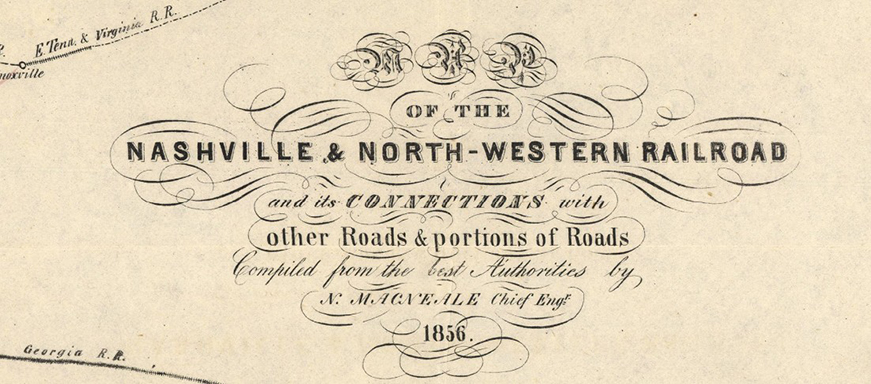 E. Tenn. & Virginia R.R.
MAP
OF THE
NASHVILLE & NORTH-WESTERN RAILROAD
and its CONNECTIONS with
other Roads & portions of Roads
Compiled from the best Authorities by
N. MACNEALE Chief Engr.
1856.
Georgia R.R.